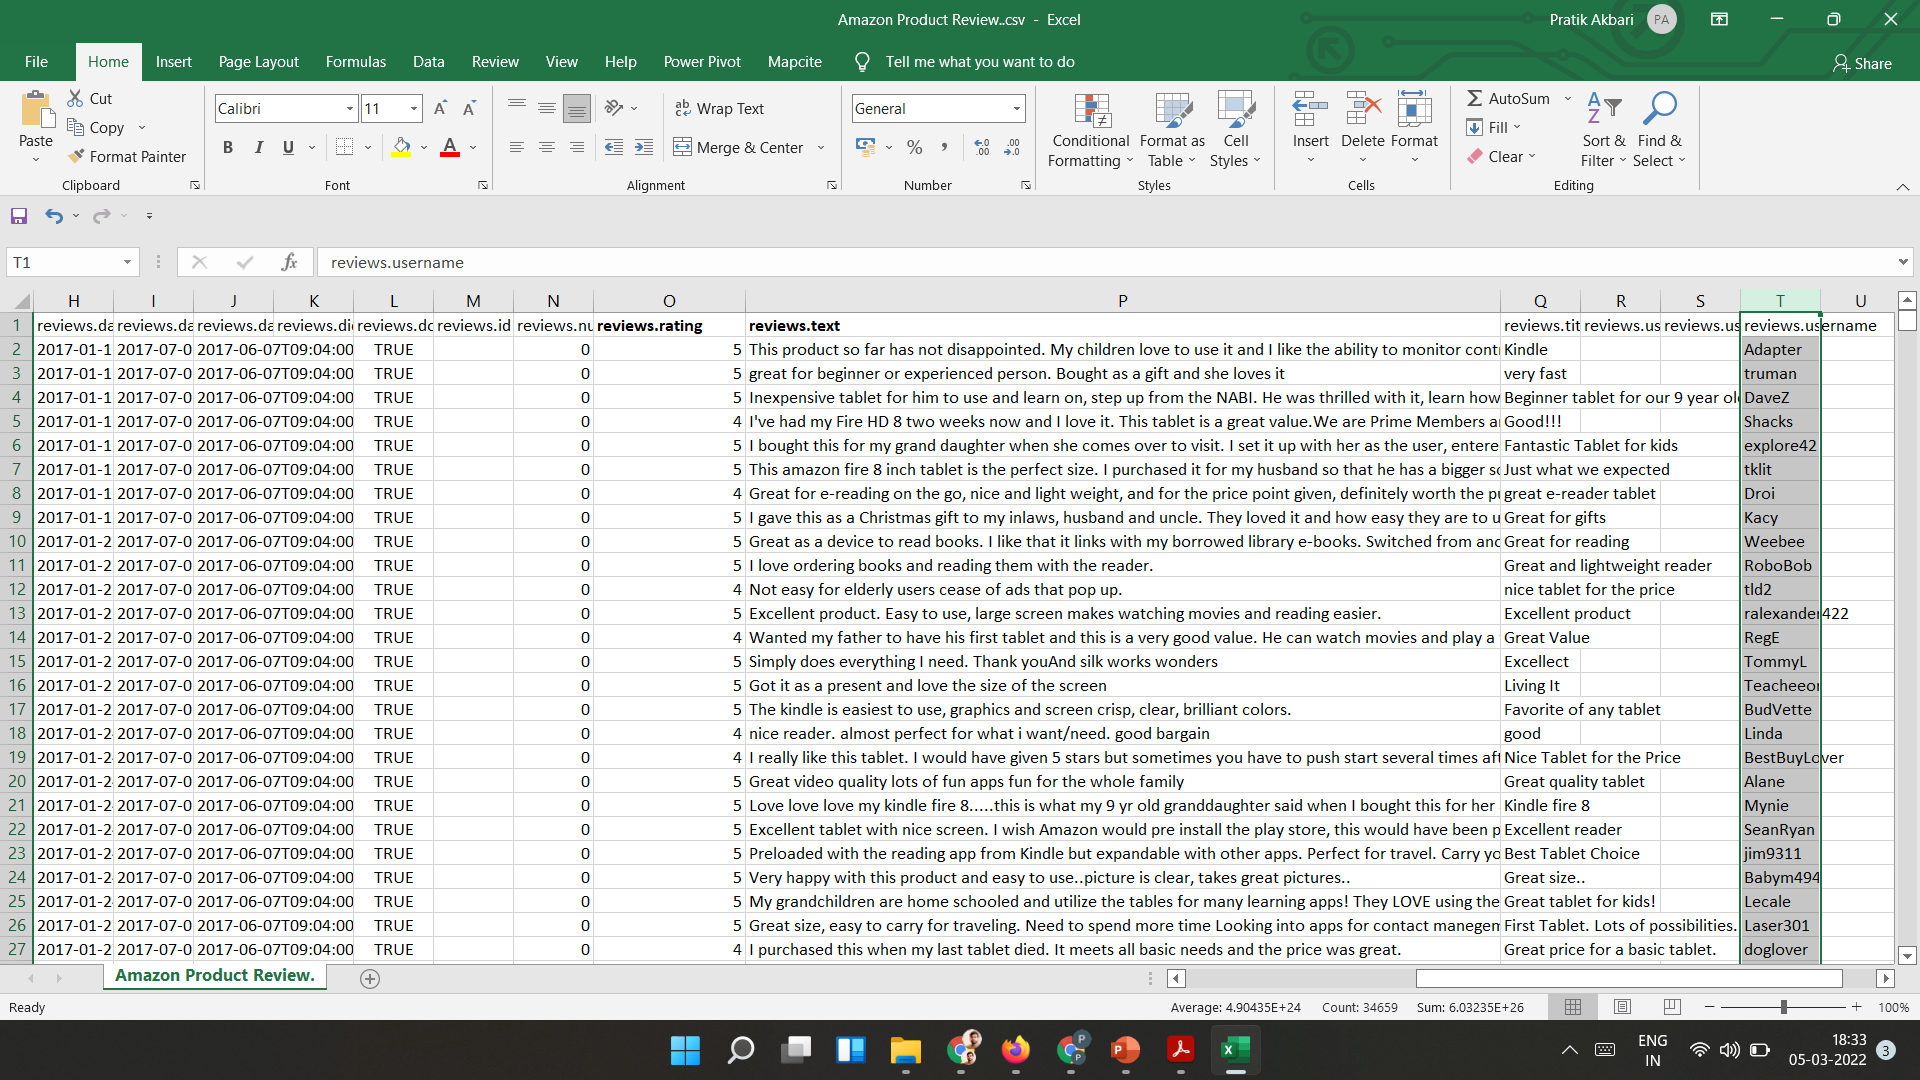 Amazon Product Review..csv - Excel
Pratik Akbari PA
File Home Insert Page Layout Formulas Data Review View Help Power Pivot Mapcite Tell me what you want to do Share
Paste Cut Copy Format Painter Clipboard
Calibri 11 B I U Font
Wrap Text Merge & Center Alignment
General % Number
Conditional Formatting Format as Table Cell Styles Styles
Insert Delete Format Cells
AutoSum Fill Clear Sort & Filter Find & Select Editing
T1 fx reviews.username
H I J K L M N O P Q R S T U
1 reviews.da reviews.da reviews.da reviews.di reviews.dc reviews.id reviews.nu reviews.rating reviews.text reviews.tit reviews.us reviews.us reviews.username
2 2017-01-1 2017-07-0 2017-06-07T09:04:00 TRUE 0 5 This product so far has not disappointed. My children love to use it and I like the ability to monitor cont Kindle Adapter
3 2017-01-1 2017-07-0 2017-06-07T09:04:00 TRUE 0 5 great for beginner or experienced person. Bought as a gift and she loves it very fast truman
4 2017-01-1 2017-07-0 2017-06-07T09:04:00 TRUE 0 5 Inexpensive tablet for him to use and learn on, step up from the NABI. He was thrilled with it, learn how Beginner tablet for our 9 year ol DaveZ
5 2017-01-1 2017-07-0 2017-06-07T09:04:00 TRUE 0 4 I've had my Fire HD 8 two weeks now and I love it. This tablet is a great value.We are Prime Members a Good!!! Shacks
6 2017-01-1 2017-07-0 2017-06-07T09:04:00 TRUE 0 5 I bought this for my grand daughter when she comes over to visit. I set it up with her as the user, entere Fantastic Tablet for kids explore42
7 2017-01-1 2017-07-0 2017-06-07T09:04:00 TRUE 0 5 This amazon fire 8 inch tablet is the perfect size. I purchased it for my husband so that he has a bigger sc Just what we expected tklit
8 2017-01-1 2017-07-0 2017-06-07T09:04:00 TRUE 0 4 Great for e-reading on the go, nice and light weight, and for the price point given, definitely worth the pu great e-reader tablet Droi
9 2017-01-1 2017-07-0 2017-06-07T09:04:00 TRUE 0 5 I gave this as a Christmas gift to my inlaws, husband and uncle. They loved it and how easy they are to u Great for gifts Kacy
10 2017-01-2 2017-07-0 2017-06-07T09:04:00 TRUE 0 5 Great as a device to read books. I like that it links with my borrowed library e-books. Switched from anc Great for reading Weebee
11 2017-01-2 2017-07-0 2017-06-07T09:04:00 TRUE 0 5 I love ordering books and reading them with the reader. Great and lightweight reader RoboBob
12 2017-01-2 2017-07-0 2017-06-07T09:04:00 TRUE 0 4 Not easy for elderly users cease of ads that pop up. nice tablet for the price tld2
13 2017-01-2 2017-07-0 2017-06-07T09:04:00 TRUE 0 5 Excellent product. Easy to use, large screen makes watching movies and reading easier. Excellent product ralexander422
14 2017-01-2 2017-07-0 2017-06-07T09:04:00 TRUE 0 4 Wanted my father to have his first tablet and this is a very good value. He can watch movies and play a Great Value RegE
15 2017-01-2 2017-07-0 2017-06-07T09:04:00 TRUE 0 5 Simply does everything I need. Thank youAnd silk works wonders Excellect TommyL
16 2017-01-2 2017-07-0 2017-06-07T09:04:00 TRUE 0 5 Got it as a present and love the size of the screen Living It Teacheeor
17 2017-01-2 2017-07-0 2017-06-07T09:04:00 TRUE 0 5 The kindle is easiest to use, graphics and screen crisp, clear, brilliant colors. Favorite of any tablet BudVette
18 2017-01-2 2017-07-0 2017-06-07T09:04:00 TRUE 0 4 nice reader. almost perfect for what i want/need. good bargain good Linda
19 2017-01-2 2017-07-0 2017-06-07T09:04:00 TRUE 0 4 I really like this tablet. I would have given 5 stars but sometimes you have to push start several times aft Nice Tablet for the Price BestBuyLover
20 2017-01-2 2017-07-0 2017-06-07T09:04:00 TRUE 0 5 Great video quality lots of fun apps fun for the whole family Great quality tablet Alane
21 2017-01-2 2017-07-0 2017-06-07T09:04:00 TRUE 0 5 Love love love my kindle fire 8.....this is what my 9 yr old granddaughter said when I bought this for her Kindle fire 8 Mynie
22 2017-01-2 2017-07-0 2017-06-07T09:04:00 TRUE 0 5 Excellent tablet with nice screen. I wish Amazon would pre install the play store, this would have been p Excellent reader SeanRyan
23 2017-01-2 2017-07-0 2017-06-07T09:04:00 TRUE 0 5 Preloaded with the reading app from Kindle but expandable with other apps. Perfect for travel. Carry yo Best Tablet Choice jim9311
24 2017-01-2 2017-07-0 2017-06-07T09:04:00 TRUE 0 5 Very happy with this product and easy to use..picture is clear, takes great pictures.. Great size.. Babym494
25 2017-01-2 2017-07-0 2017-06-07T09:04:00 TRUE 0 5 My grandchildren are home schooled and utilize the tables for many learning apps! They LOVE using the Great tablet for kids! Lecale
26 2017-01-2 2017-07-0 2017-06-07T09:04:00 TRUE 0 5 Great size, easy to carry for traveling. Need to spend more time Looking into apps for contact manegem First Tablet. Lots of possibilities. Laser301
27 2017-01-2 2017-07-0 2017-06-07T09:04:00 TRUE 0 4 I purchased this when my last tablet died. It meets all basic needs and the price was great. Great price for a basic tablet. doglover
Amazon Product Review.
Ready Average: 4.90435E+24 Count: 34659 Sum: 6.03235E+26 100%
ENG IN 18:33 05-03-2022 3